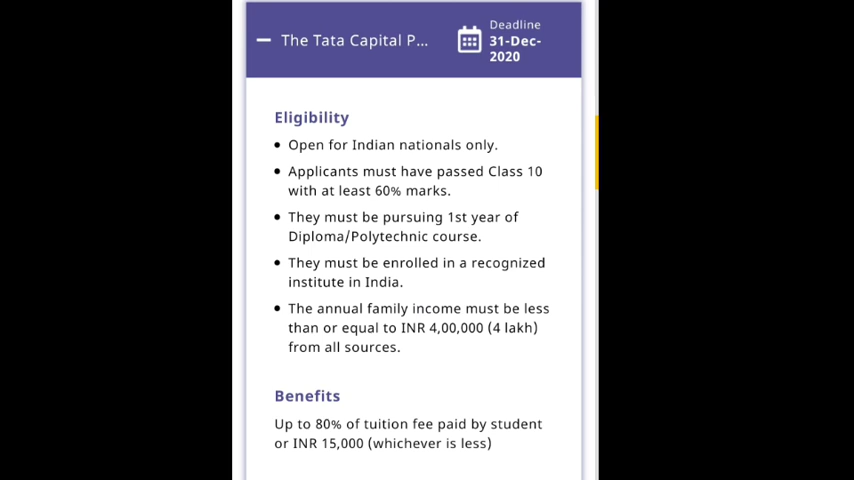 Deadline
The Tata Capital P...
31-Dec-
2020
Eligibility
• Open for Indian nationals only.
• Applicants must have passed Class 10
with at least 60% marks.
• They must be pursuing 1st year of
Diploma/Polytechnic course.
• They must be enrolled in a recognized
institute in India.
• The annual family income must be less
than or equal to INR 4,00,000 (4 lakh)
from all sources.
Benefits
Up to 80% of tuition fee paid by student
or INR 15,000 (whichever is less)